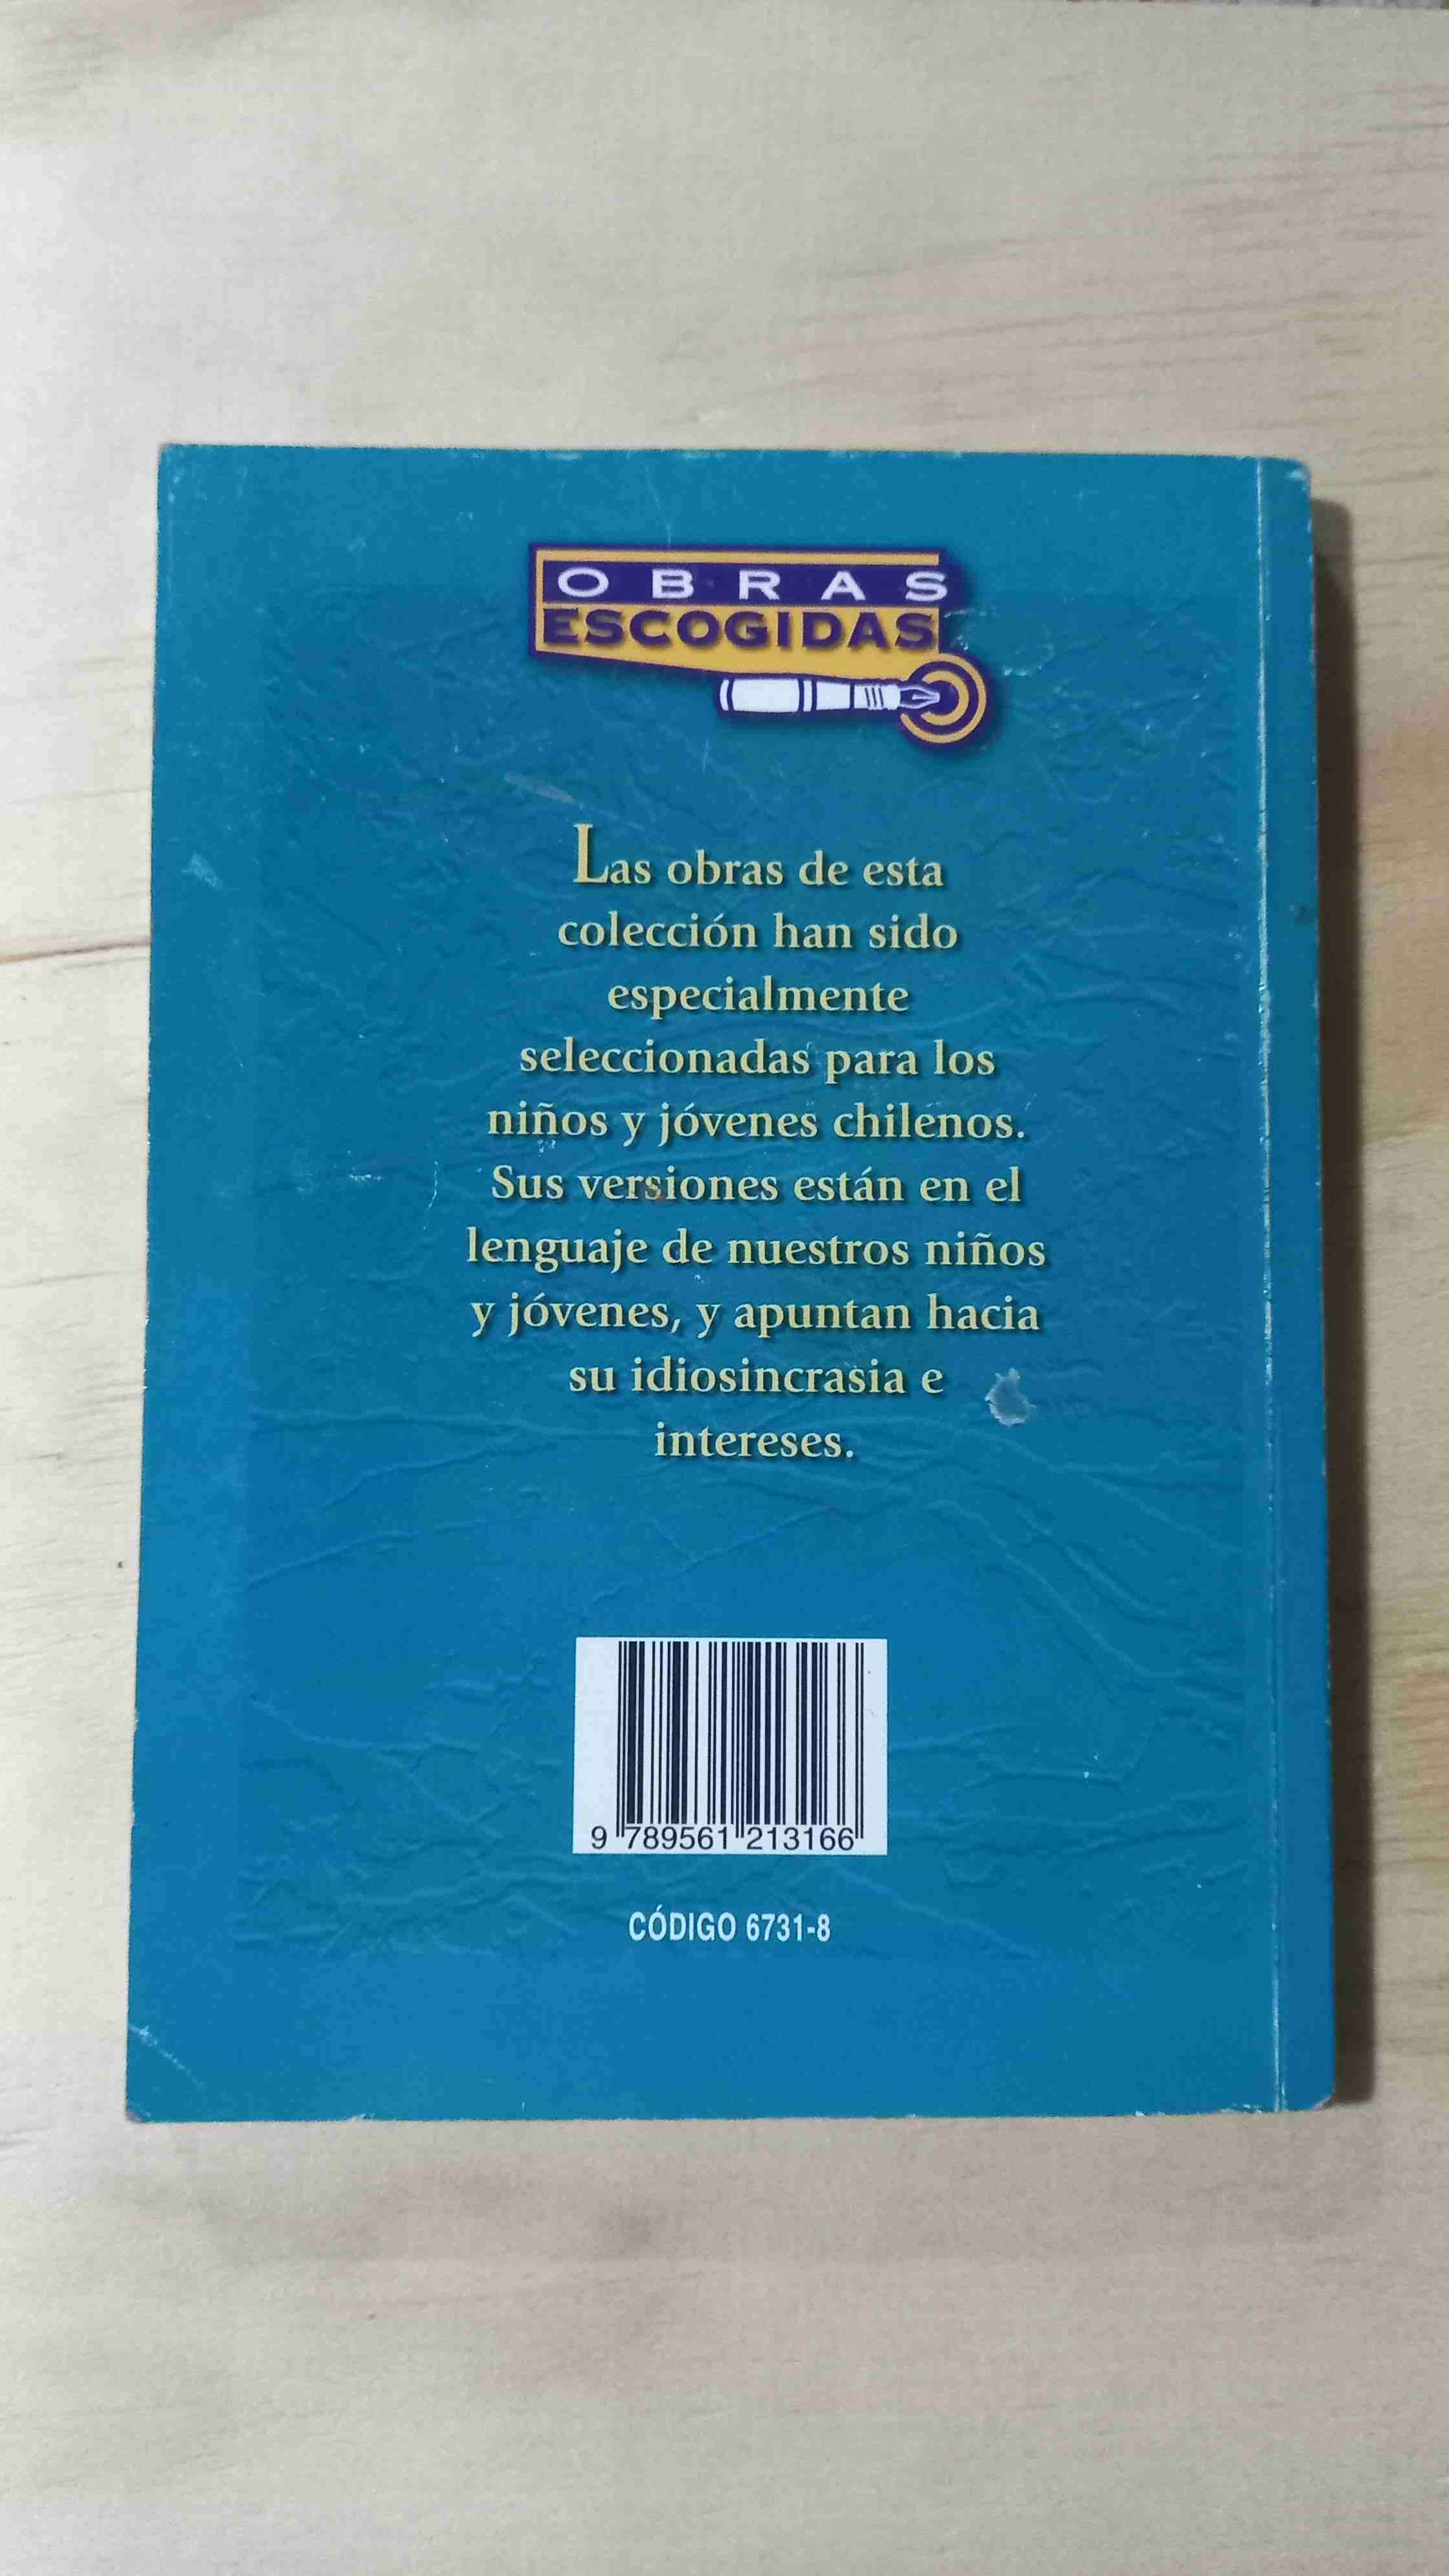 OBRAS
ESCOGIDAS
Las obras de esta
colección han sido
especialmente
seleccionadas para los
niños y jóvenes chilenos.
Sus versiones están en el
lenguaje de nuestros niños
y jóvenes, y apuntan hacia
su idiosincrasia e
intereses.
9 789561 213166
CÓDIGO 6731-8